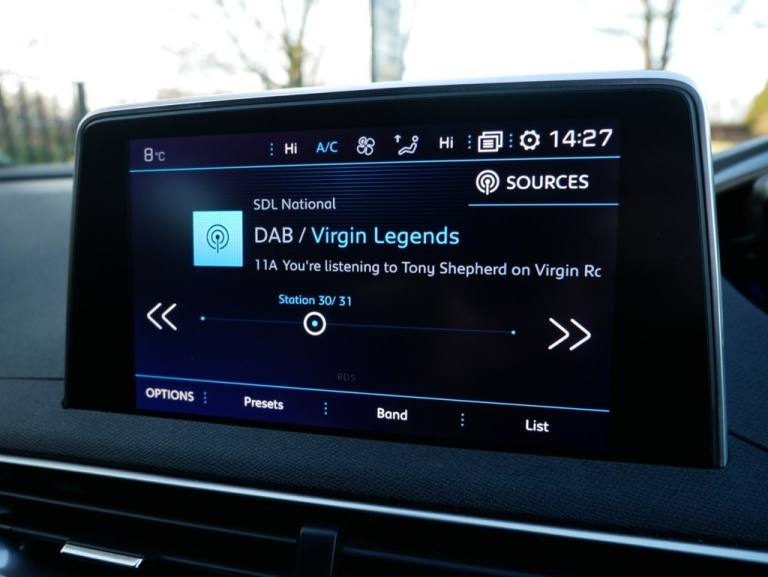 8°C Hi A/C Hi 14:27
SOURCES
SDL National
DAB / Virgin Legends
11A You're listening to Tony Shepherd on Virgin Rc
Station 30/ 31
RDS
OPTIONS Presets Band List